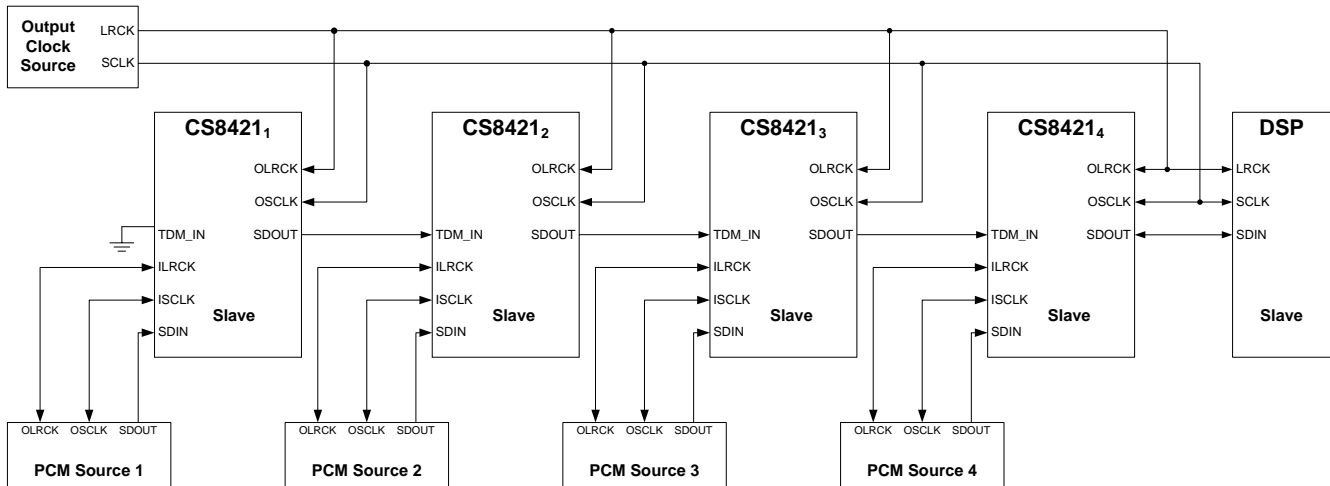 Output
Clock
Source
LRCK
SCLK
CS8421₁
OLRCK
OSCLK
TDM_IN
SDOUT
ILRCK
ISCLK
Slave
SDIN
CS8421₂
OLRCK
OSCLK
TDM_IN
SDOUT
ILRCK
ISCLK
Slave
SDIN
CS8421₃
OLRCK
OSCLK
TDM_IN
SDOUT
ILRCK
ISCLK
Slave
SDIN
CS8421₄
OLRCK
OSCLK
TDM_IN
SDOUT
ILRCK
ISCLK
Slave
SDIN
DSP
LRCK
SCLK
SDIN
Slave
OLRCK OSCLK SDOUT
PCM Source 1
OLRCK OSCLK SDOUT
PCM Source 2
OLRCK OSCLK SDOUT
PCM Source 3
OLRCK OSCLK SDOUT
PCM Source 4